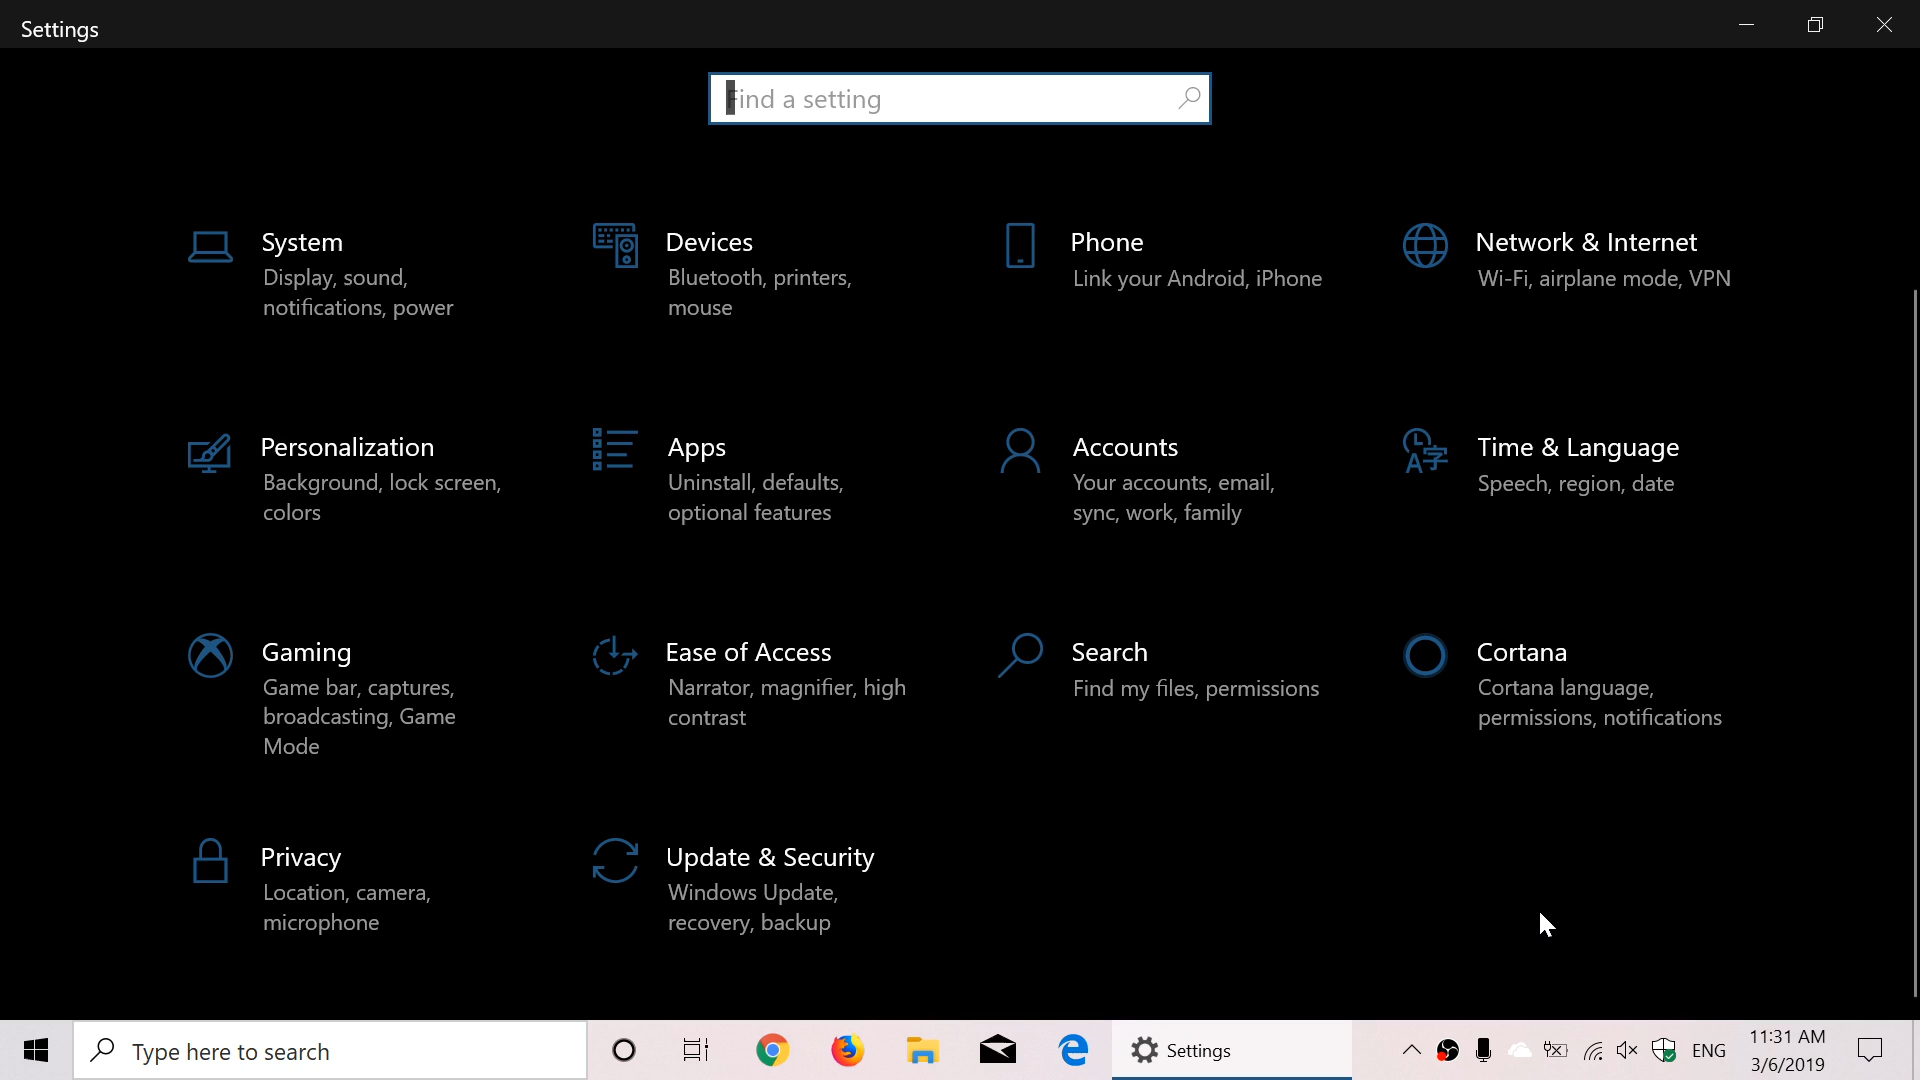 Settings
Find a setting
System
Display, sound,
notifications, power
Devices
Bluetooth, printers,
mouse
Phone
Link your Android, iPhone
Network & Internet
Wi-Fi, airplane mode, VPN
Personalization
Background, lock screen,
colors
Apps
Uninstall, defaults,
optional features
Accounts
Your accounts, email,
sync, work, family
Time & Language
Speech, region, date
Gaming
Game bar, captures,
broadcasting, Game
Mode
Ease of Access
Narrator, magnifier, high
contrast
Search
Find my files, permissions
Cortana
Cortana language,
permissions, notifications
Privacy
Location, camera,
microphone
Update & Security
Windows Update,
recovery, backup
Type here to search
Settings
ENG
11:31 AM
3/6/2019